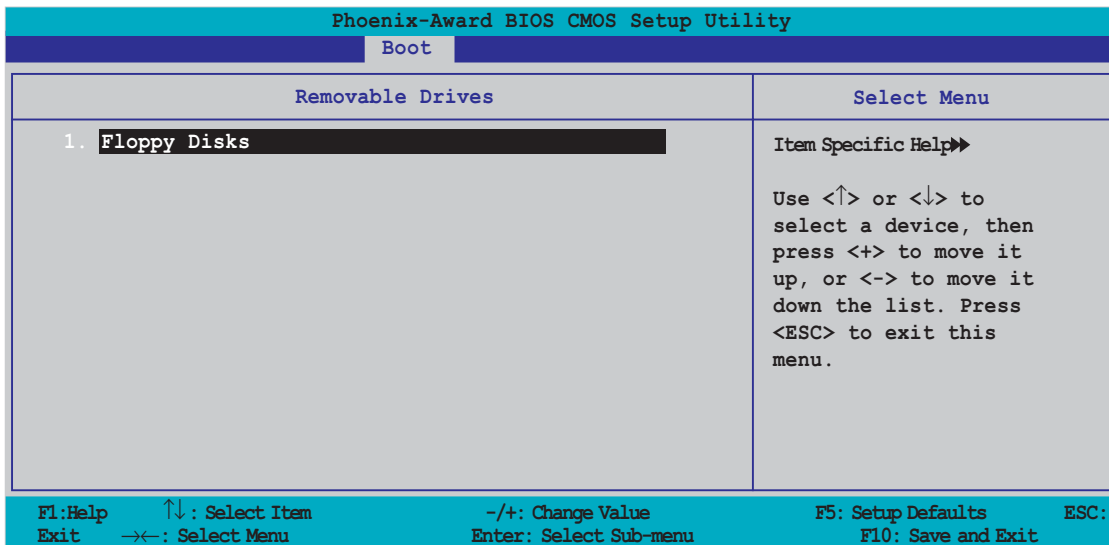 Phoenix-Award BIOS CMOS Setup Utility
Boot
Removable Drives
Select Menu
1. Floppy Disks
Item Specific Help▶▶
Use <↑> or <↓> to
select a device, then
press <+> to move it
up, or <-> to move it
down the list. Press
<ESC> to exit this
menu.
F1:Help ↑↓: Select Item -/+: Change Value F5: Setup Defaults ESC:
Exit →←: Select Menu Enter: Select Sub-menu F10: Save and Exit